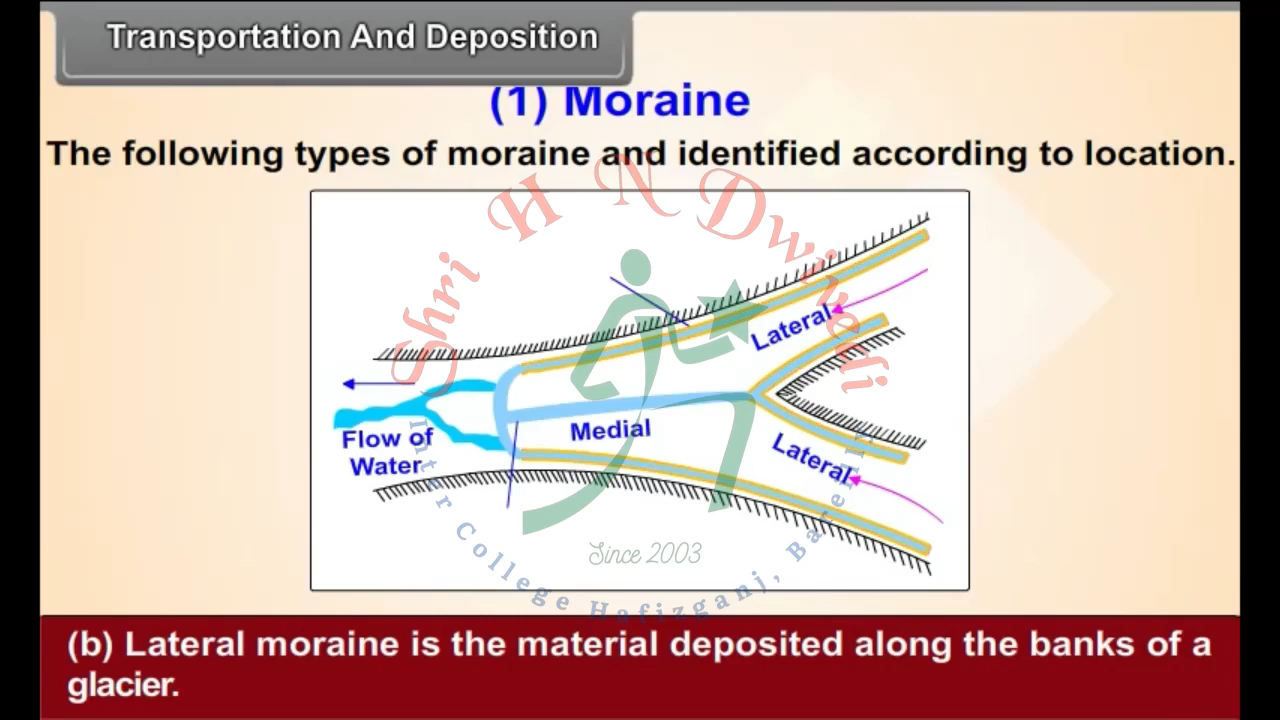 Transportation And Deposition
(1) Moraine
The following types of moraine and identified according to location.
Shri H N Dwivedi
Lateral
Flow of
Water
Medial
Lateral
Since 2003
Inter College Hafizganj, Bareilly
(b) Lateral moraine is the material deposited along the banks of a
glacier.